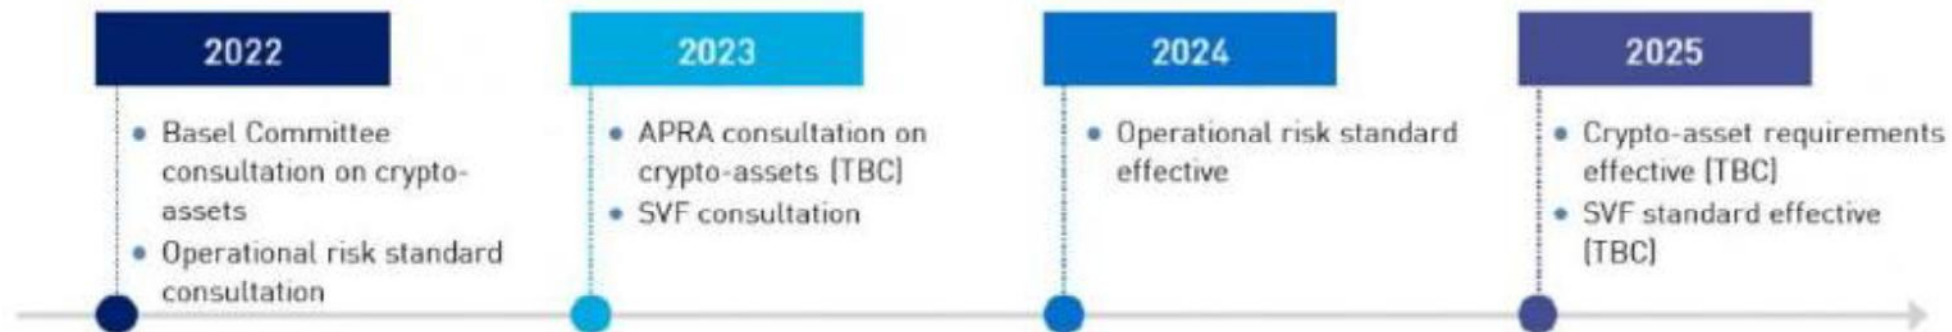 2022
• Basel Committee
consultation on crypto-
assets
• Operational risk standard
consultation
2023
• APRA consultation on
crypto-assets (TBC)
• SVF consultation
2024
• Operational risk standard
effective
2025
• Crypto-asset requirements
effective (TBC)
• SVF standard effective
(TBC)